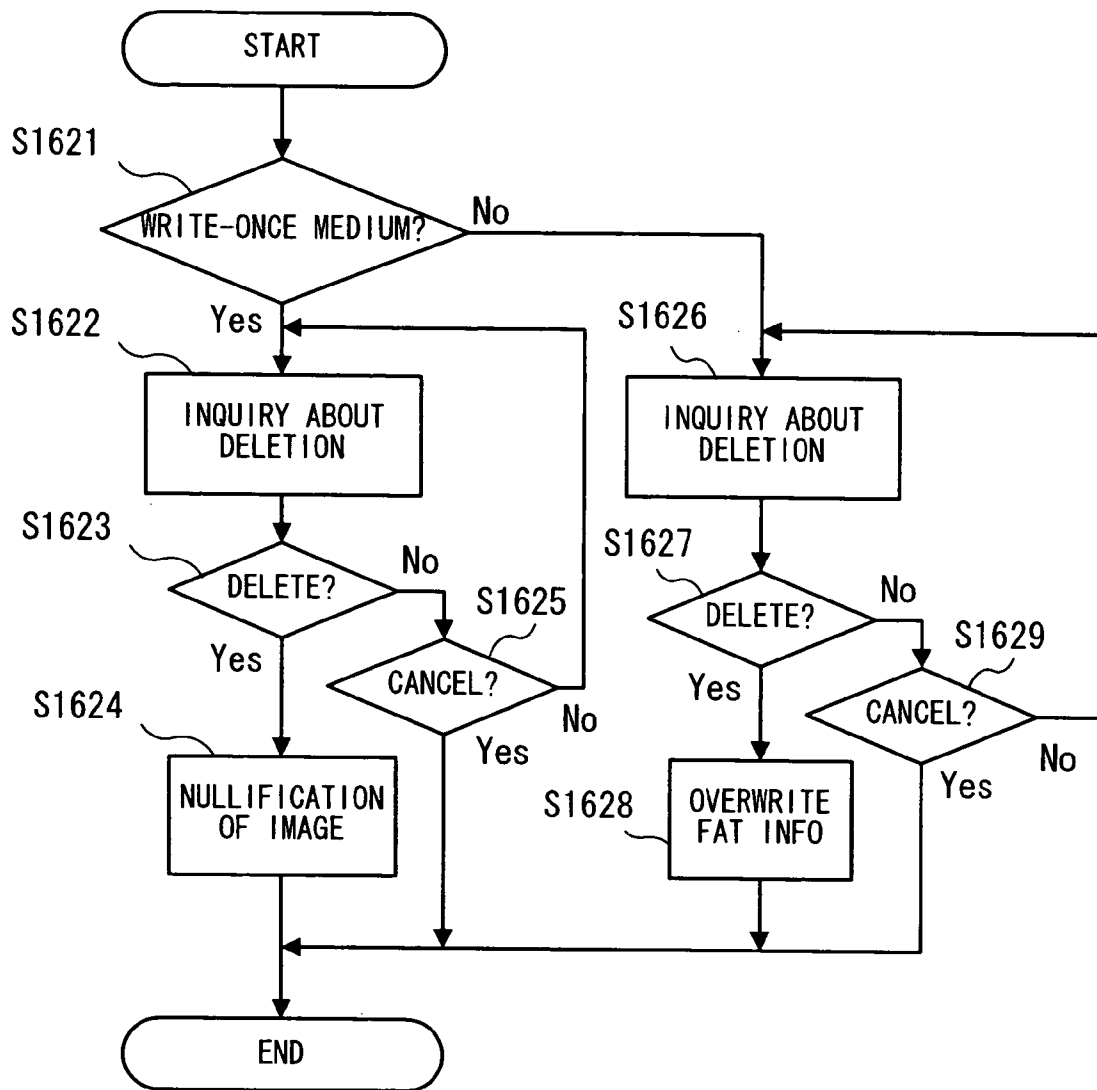 START
S1621
WRITE-ONCE MEDIUM?
No
Yes
S1622
INQUIRY ABOUT
DELETION
S1626
INQUIRY ABOUT
DELETION
S1623
DELETE?
No
Yes
S1625
CANCEL?
No
Yes
S1627
DELETE?
No
Yes
S1629
CANCEL?
No
Yes
S1624
NULLIFICATION
OF IMAGE
S1628
OVERWRITE
FAT INFO
END